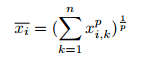 $\overline{x_i} = (\sum_{k=1}^{n} x_{i,k}^{p})^{\frac{1}{p}}$